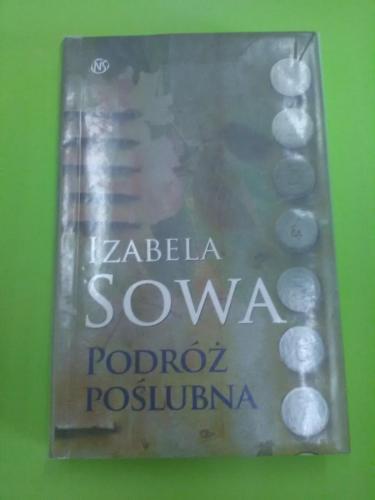 IZABELA
SOWA
PODRÓŻ
POŚLUBNA